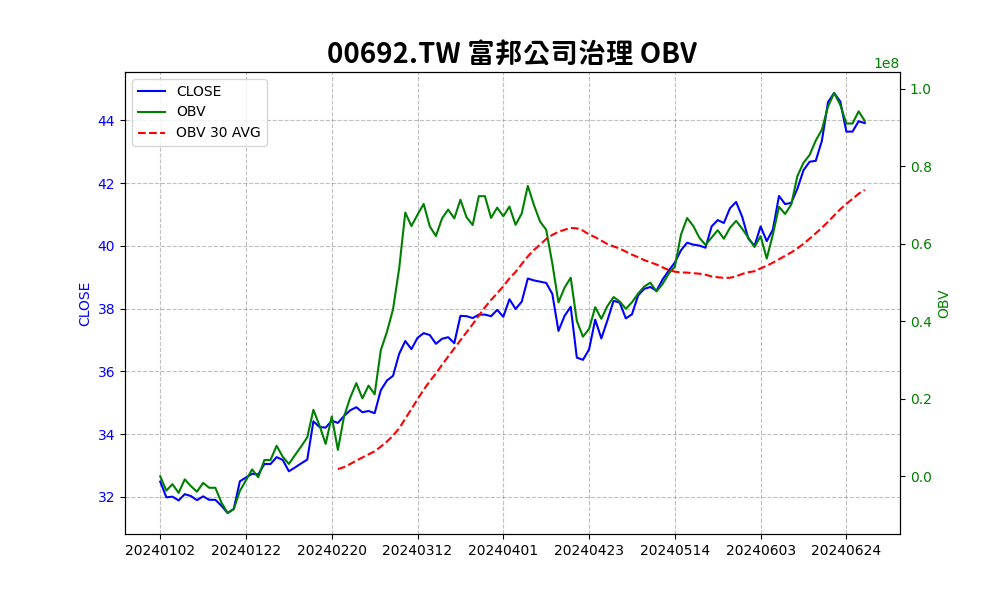 00692.TW 富邦公司治理 OBV
1e8
CLOSE
OBV
OBV 30 AVG
44
42
40
38
36
34
32
CLOSE
1.0
0.8
0.6
0.4
0.2
0.0
OBV
20240102 20240122 20240220 20240312 20240401 20240423 20240514 20240603 20240624